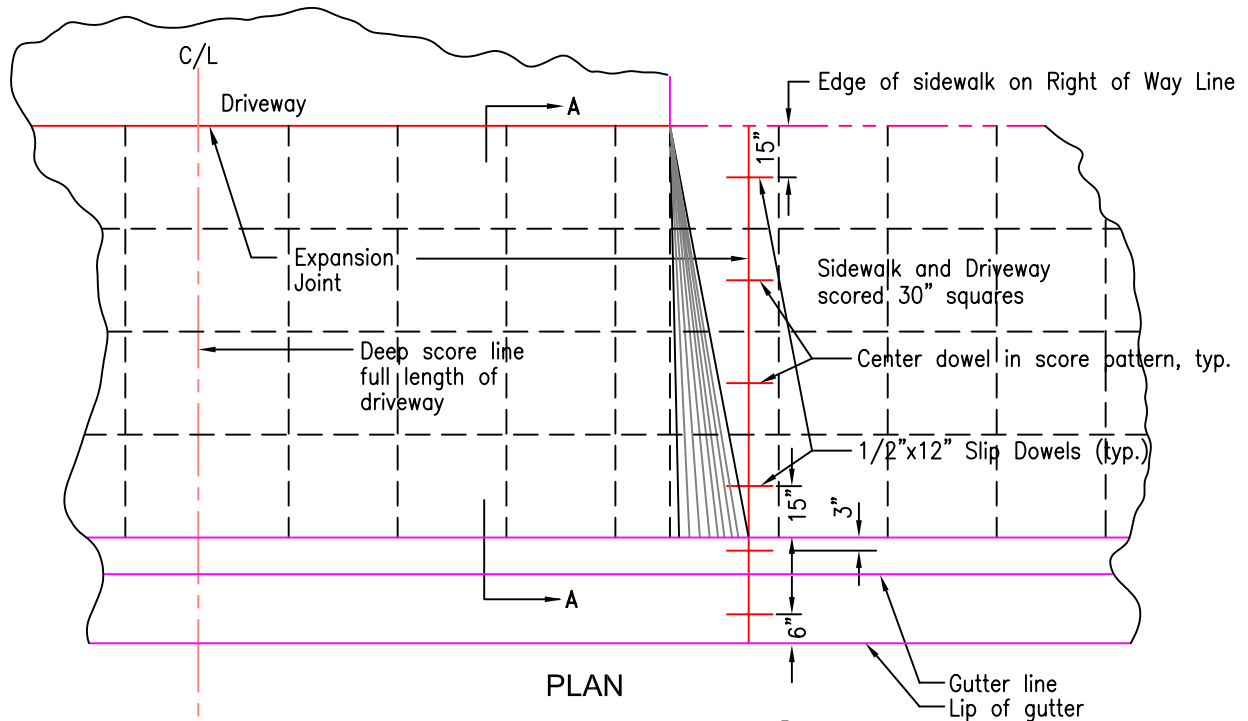 C/L
Edge of sidewalk on Right of Way Line
Driveway
A
15"
Expansion
Joint
Sidewalk and Driveway
scored 30" squares
Deep score line
full length of
driveway
Center dowel in score pattern, typ.
1/2"x12" Slip Dowels (typ.)
15"
3"
A
6"
PLAN
Gutter line
Lip of gutter